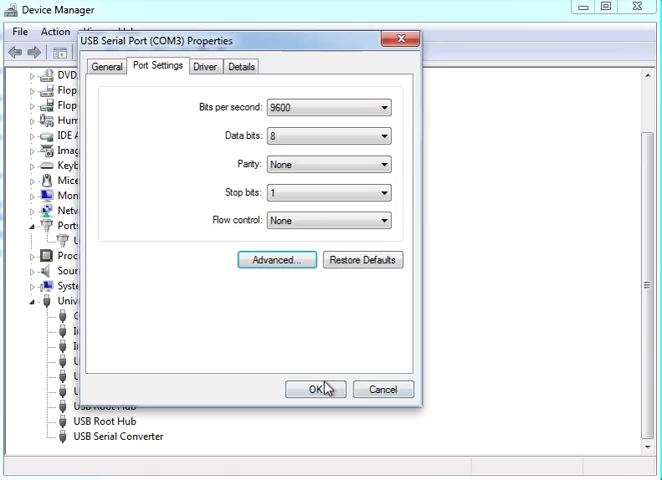 Device Manager
File Action
USB Serial Port (COM3) Properties
General Port Settings Driver Details
Bits per second: 9600
Data bits: 8
Parity: None
Stop bits: 1
Flow control: None
Advanced... Restore Defaults
OK Cancel
DVD
Flop
Flop
Hum
IDE A
Imag
Keyb
Mice
Mon
Netw
Ports
U
Proc
Soun
Syste
Unive
USB Root Hub
USB Root Hub
USB Serial Converter